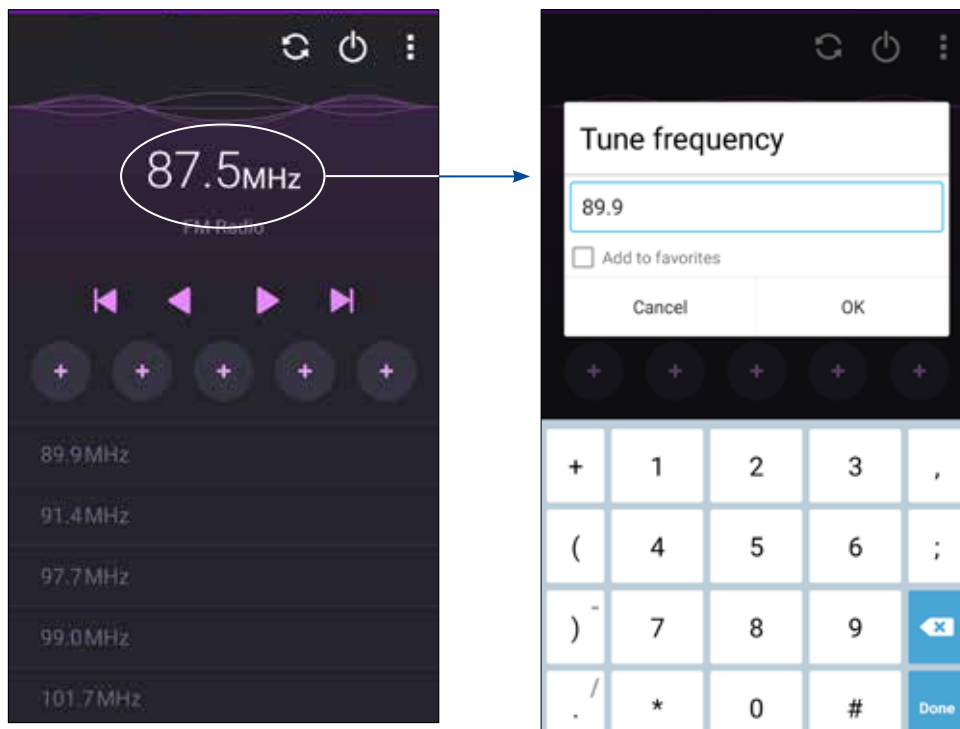 87.5MHz
FM Radio
+ + + + +
89.9MHz
91.4MHz
97.7MHz
99.0MHz
101.7MHz
Tune frequency
89.9
Add to favorites
Cancel OK
+ + + + +
+ 1 2 3 ,
( 4 5 6 ;
) - 7 8 9
. / * 0 # Done